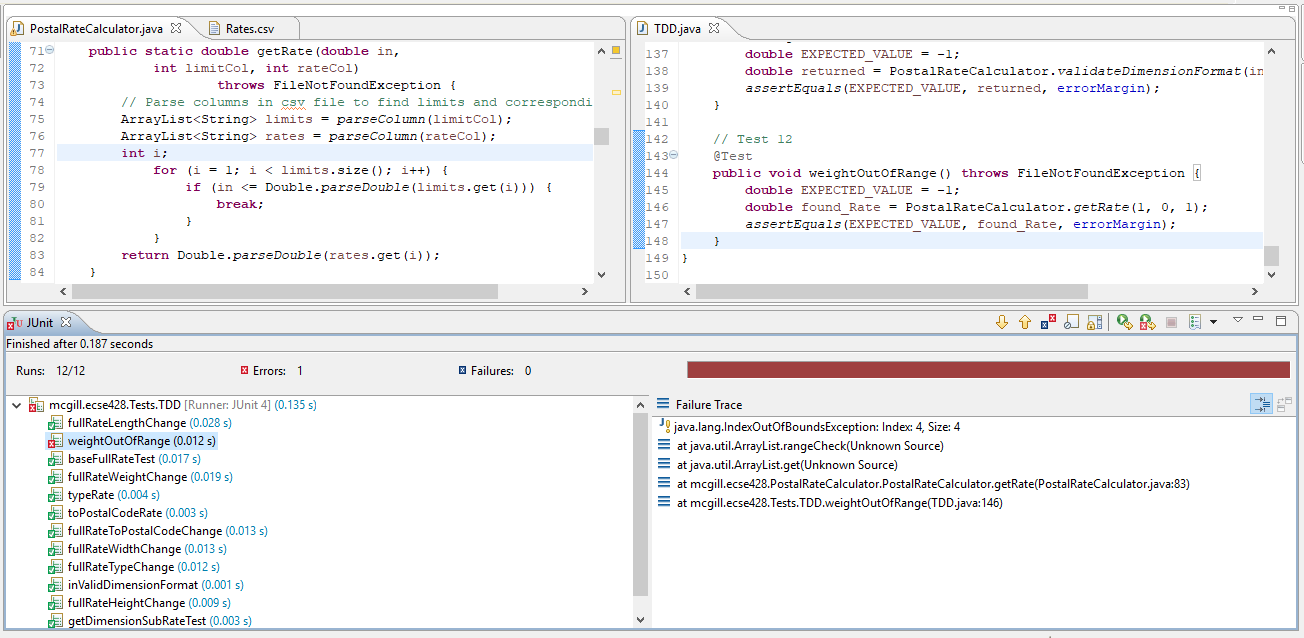 PostalRateCalculator.java
Rates.csv
71 public static double getRate(double in,
72 int limitCol, int rateCol)
73 throws FileNotFoundException {
74 // Parse columns in csv file to find limits and correspondi
75 ArrayList<String> limits = parseColumn(limitCol);
76 ArrayList<String> rates = parseColumn(rateCol);
77 int i;
78 for (i = 1; i < limits.size(); i++) {
79 if (in <= Double.parseDouble(limits.get(i))) {
80 break;
81 }
82 }
83 return Double.parseDouble(rates.get(i));
84 }
TDD.java
137 double EXPECTED_VALUE = -1;
138 double returned = PostalRateCalculator.validateDimensionFormat(in
139 assertEquals(EXPECTED_VALUE, returned, errorMargin);
140 }
141
142 // Test 12
143 @Test
144 public void weightOutOfRange() throws FileNotFoundException {
145 double EXPECTED_VALUE = -1;
146 double found_Rate = PostalRateCalculator.getRate(1, 0, 1);
147 assertEquals(EXPECTED_VALUE, found_Rate, errorMargin);
148 }
149 }
150
JUnit
Finished after 0.187 seconds
Runs: 12/12 Errors: 1 Failures: 0
mcgill.ecse428.Tests.TDD [Runner: JUnit 4] (0.135 s)
fullRateLengthChange (0.028 s)
weightOutOfRange (0.012 s)
baseFullRateTest (0.017 s)
fullRateWeightChange (0.019 s)
typeRate (0.004 s)
toPostalCodeRate (0.003 s)
fullRateToPostalCodeChange (0.013 s)
fullRateWidthChange (0.013 s)
fullRateTypeChange (0.012 s)
inValidDimensionFormat (0.001 s)
fullRateHeightChange (0.009 s)
getDimensionSubRateTest (0.003 s)
Failure Trace
java.lang.IndexOutOfBoundsException: Index: 4, Size: 4
at java.util.ArrayList.rangeCheck(Unknown Source)
at java.util.ArrayList.get(Unknown Source)
at mcgill.ecse428.PostalRateCalculator.PostalRateCalculator.getRate(PostalRateCalculator.java:83)
at mcgill.ecse428.Tests.TDD.weightOutOfRange(TDD.java:146)